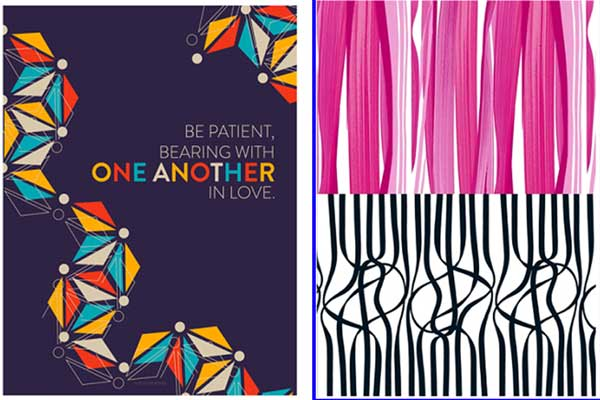 BE PATIENT,
BEARING WITH
ONE ANOTHER
IN LOVE.